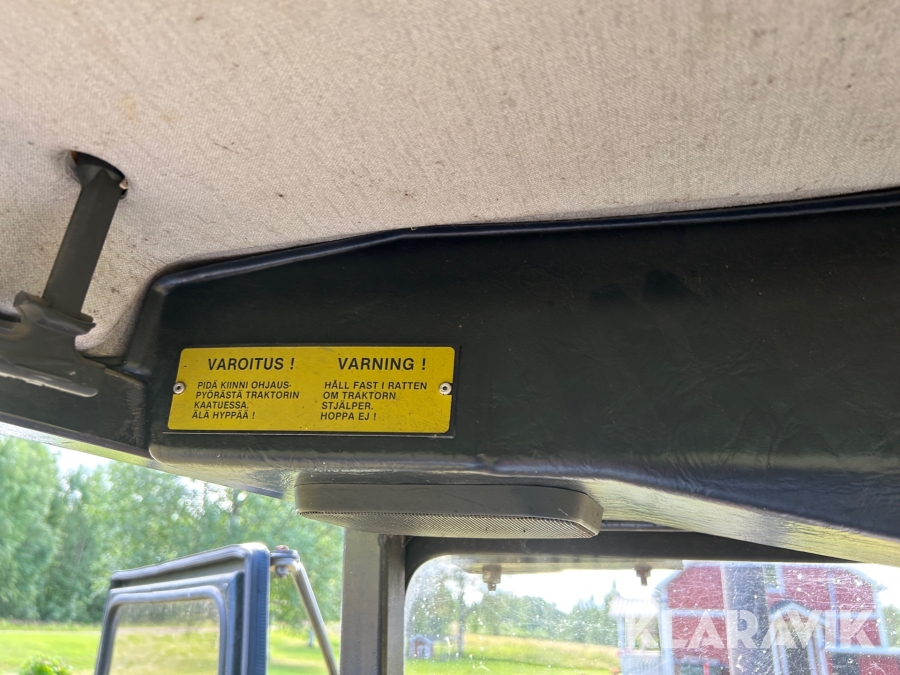 VAROITUS !
PIDÄ KIINNI OHJAUS-
PYÖRÄSTÄ TRAKTORIN
KAATUESSA.
ÄLÄ HYPPÄÄ !
VARNING !
HÅLL FAST I RATTEN
OM TRAKTORN
STJÄLPER.
HOPPA EJ !
KLARAVIK